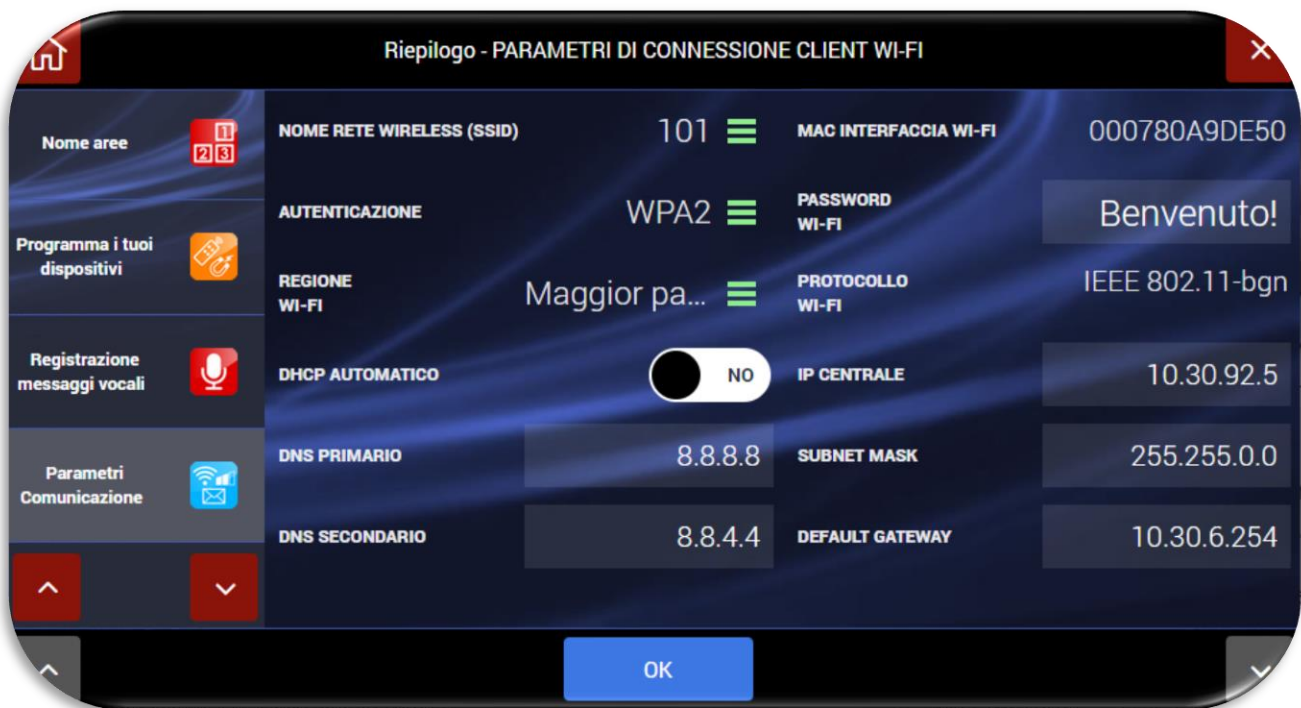 Riepilogo - PARAMETRI DI CONNESSIONE CLIENT WI-FI
Nome aree
1
2 3
Programma i tuoi
dispositivi
Registrazione
messaggi vocali
Parametri
Comunicazione
NOME RETE WIRELESS (SSID)
101
MAC INTERFACCIA WI-FI
000780A9DE50
AUTENTICAZIONE
WPA2
PASSWORD
WI-FI
Benvenuto!
REGIONE
WI-FI
Maggior pa...
PROTOCOLLO
WI-FI
IEEE 802.11-bgn
DHCP AUTOMATICO
NO
IP CENTRALE
10.30.92.5
DNS PRIMARIO
8.8.8.8
SUBNET MASK
255.255.0.0
DNS SECONDARIO
8.8.4.4
DEFAULT GATEWAY
10.30.6.254
OK